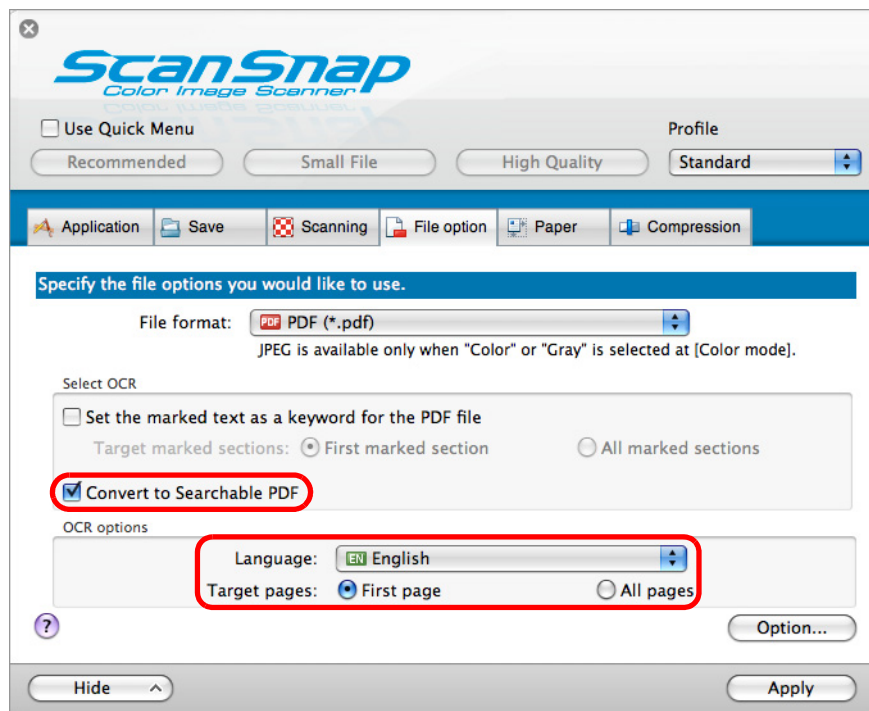 ScanSnap
Color Image Scanner
Use Quick Menu
Profile
Recommended Small File High Quality Standard
Application Save Scanning File option Paper Compression
Specify the file options you would like to use.
File format: PDF PDF (*.pdf)
JPEG is available only when "Color" or "Gray" is selected at [Color mode].
Select OCR
Set the marked text as a keyword for the PDF file
Target marked sections: First marked section All marked sections
Convert to Searchable PDF
OCR options
Language: EN English
Target pages: First page All pages
? Option...
Hide Apply